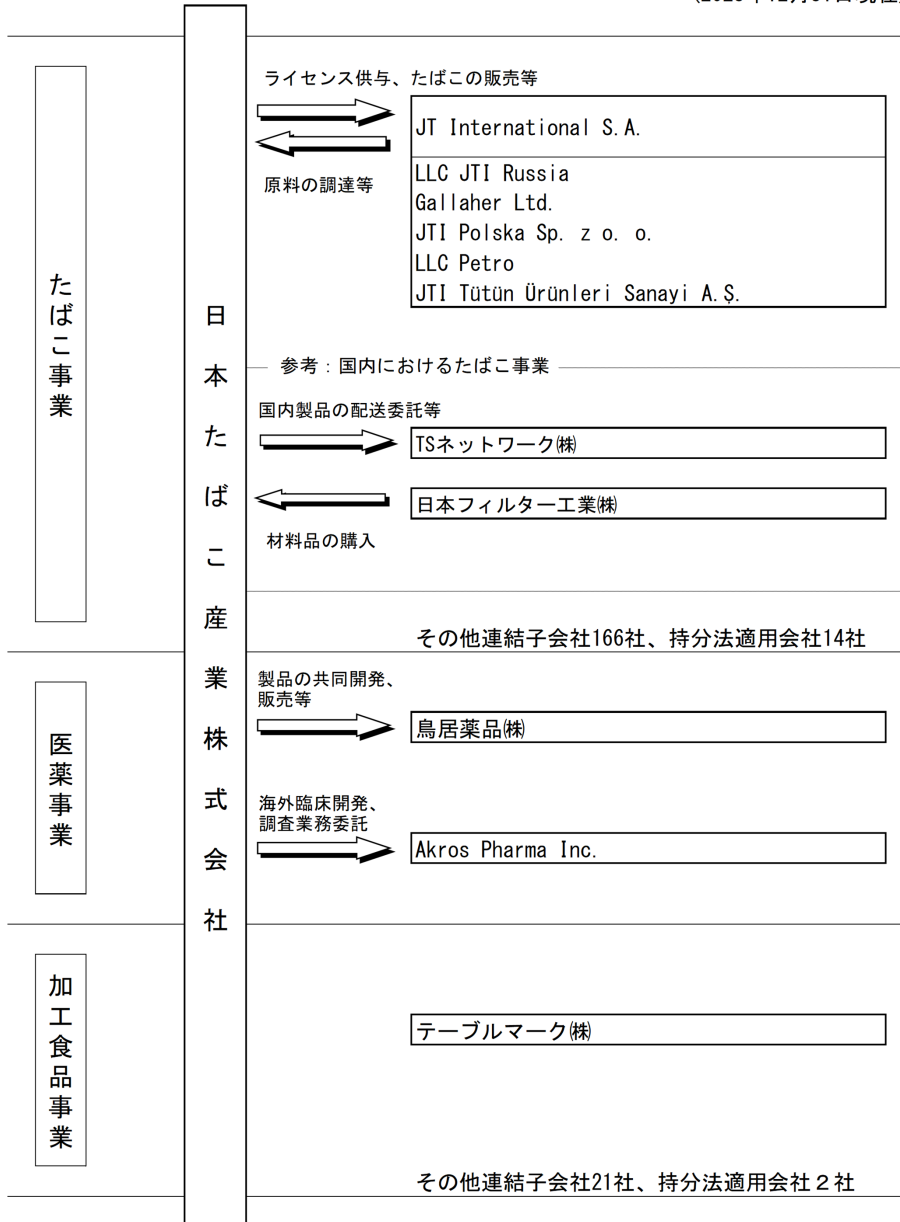 たばこ事業
日本たばこ産業株式会社
ライセンス供与、たばこの販売等
原料の調達等
JT International S.A.
LLC JTI Russia
Gallaher Ltd.
JTI Polska Sp. z o. o.
LLC Petro
JTI Tütün Ürünleri Sanayi A.Ş.
参考：国内におけるたばこ事業
国内製品の配送委託等
TSネットワーク㈱
日本フィルター工業㈱
材料品の購入
その他連結子会社166社、持分法適用会社14社
医薬事業
製品の共同開発、
販売等
鳥居薬品㈱
海外臨床開発、
調査業務委託
Akros Pharma Inc.
加工食品事業
テーブルマーク㈱
その他連結子会社21社、持分法適用会社２社